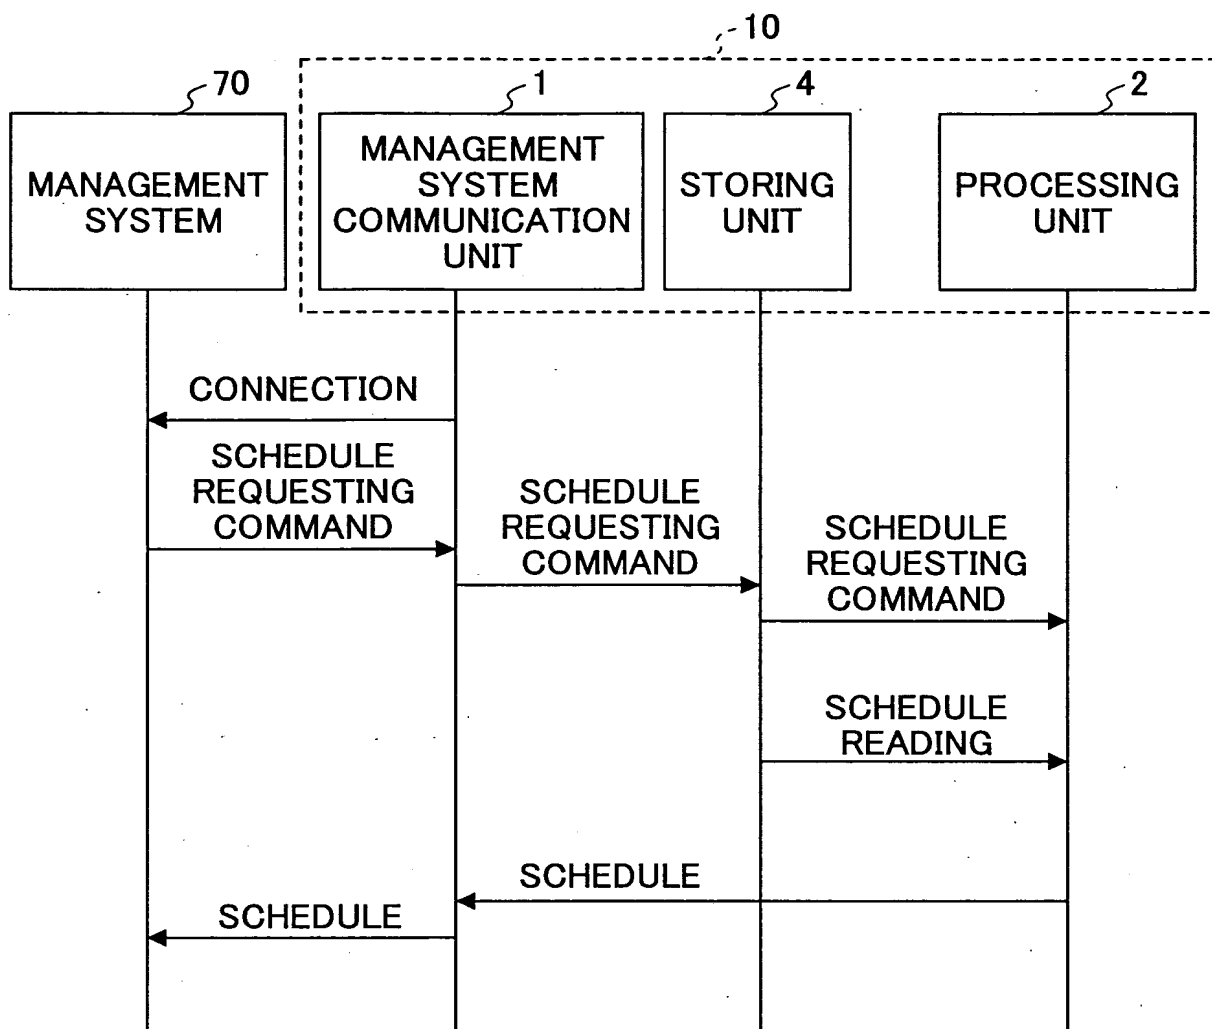 10
70
1
4
2
MANAGEMENT
SYSTEM
MANAGEMENT
SYSTEM
COMMUNICATION
UNIT
STORING
UNIT
PROCESSING
UNIT
CONNECTION
SCHEDULE
REQUESTING
COMMAND
SCHEDULE
REQUESTING
COMMAND
SCHEDULE
REQUESTING
COMMAND
SCHEDULE
READING
SCHEDULE
SCHEDULE